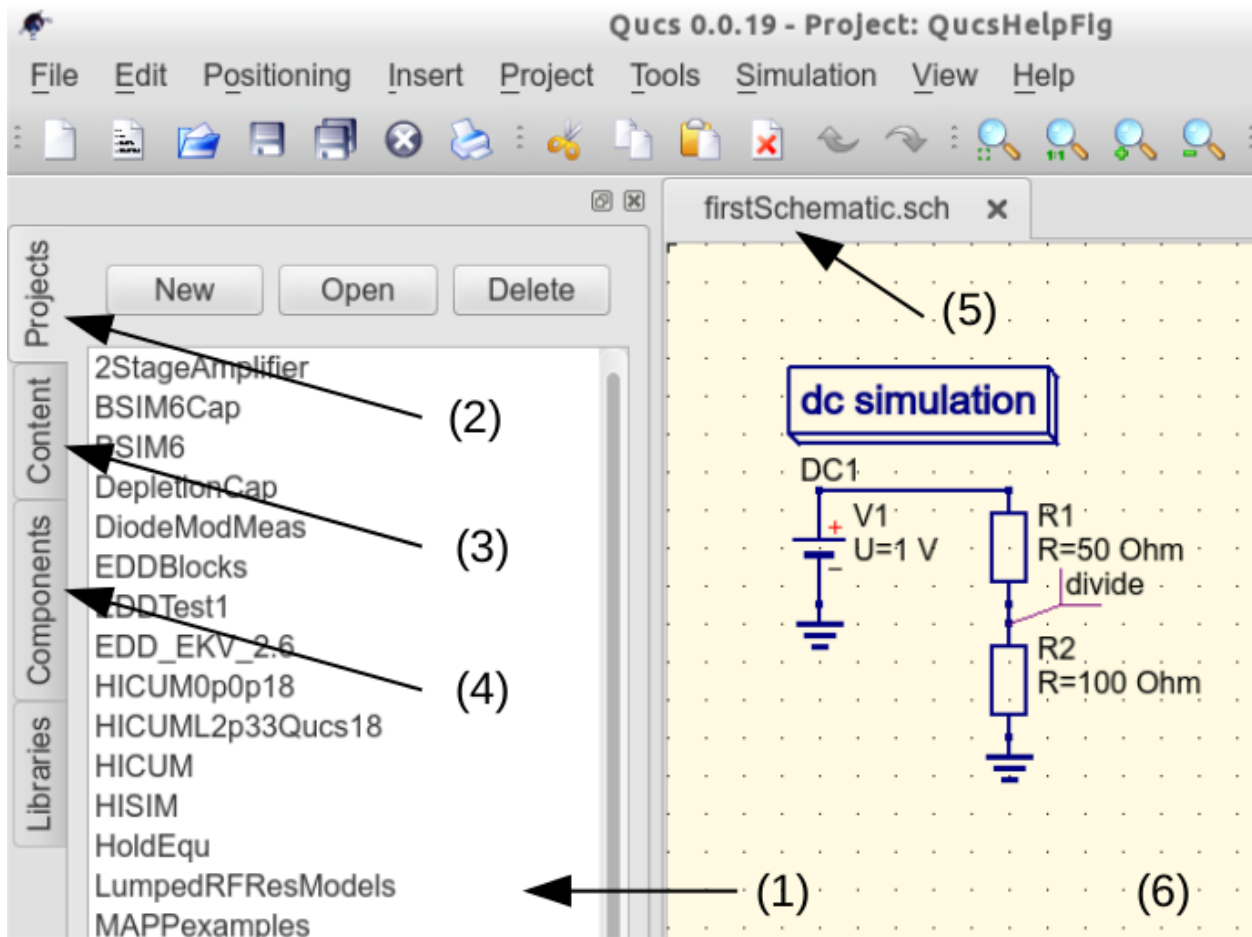 Qucs 0.0.19 - Project: QucsHelpFig
File Edit Positioning Insert Project Tools Simulation View Help
1:1
firstSchematic.sch
Projects
Content
Components
Libraries
New Open Delete
2StageAmplifier
BSIM6Cap
BSIM6
DepletionCap
DiodeModMeas
EDDBlocks
EDDTest1
EDD_EKV_2.6
HICUM0p0p18
HICUML2p33Qucs18
HICUM
HISIM
HoldEqu
LumpedRFResModels
MAPPexamples
(2)
(3)
(4)
(1)
(5)
dc simulation
DC1
V1
U=1 V
R1
R=50 Ohm
divide
R2
R=100 Ohm
(6)